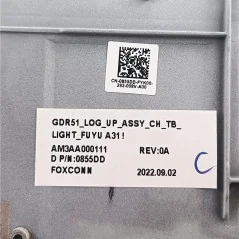 CN-0855DD-FYK00-
GDR51_LOG_UP_ASSY_CH_TB_
LIGHT_FUYU A31!
AM3AA000111 REV:0A
D P/N:0855DD
FOXCONN 2022.09.02
C